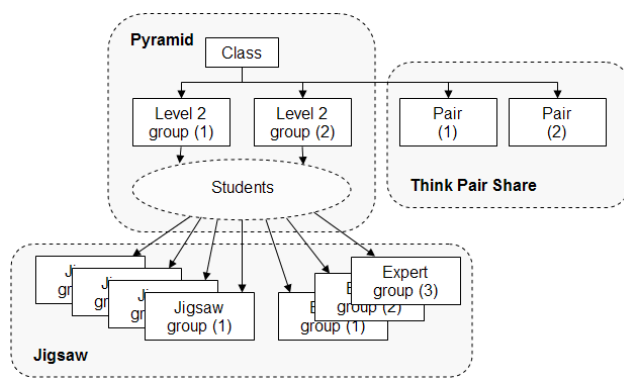 Pyramid
Class
Level 2
group (1)
Level 2
group (2)
Pair
(1)
Pair
(2)
Students
Think Pair Share
Jigsaw
group (1)
group (1)
group (2)
Expert
group (3)
Jigsaw